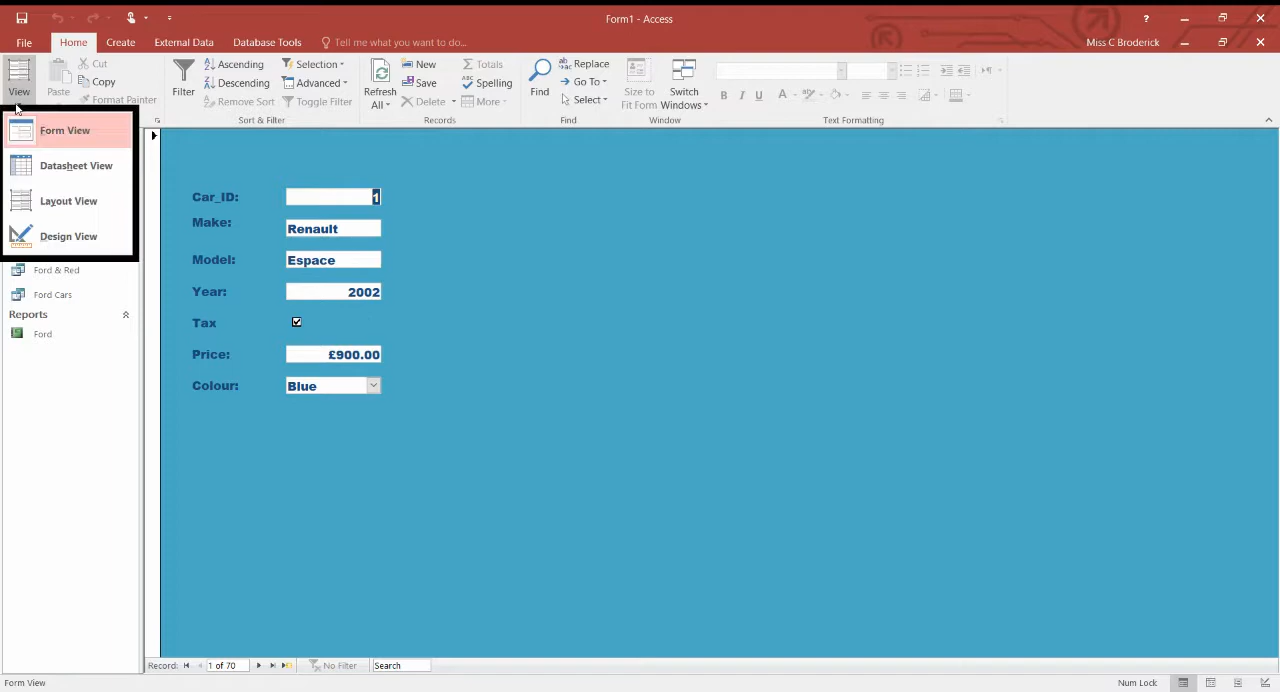 Form1 - Access
?
File
Home
Create
External Data
Database Tools
Tell me what you want to do...
Miss C Broderick
View
Paste
Cut
Copy
Format Painter
Filter
Ascending
Descending
Remove Sort
Selection
Advanced
Toggle Filter
Sort & Filter
Refresh
All
New
Save
Delete
Totals
Spelling
More
Records
Find
Replace
Go To
Select
Find
Size to
Fit Form
Switch
Windows
Window
B I U
A
Text Formatting
Form View
Datasheet View
Layout View
Design View
Ford & Red
Ford Cars
Reports
Ford
Car_ID: 1
Make: Renault
Model: Espace
Year: 2002
Tax
Price: £900.00
Colour: Blue
Record: 1 of 70 No Filter Search
Form View
Num Lock